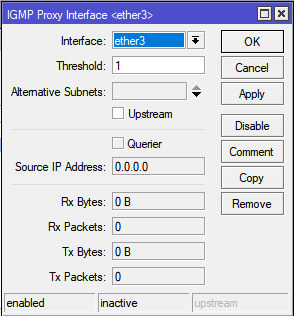 IGMP Proxy Interface <ether3>
Interface: ether3
OK
Threshold: 1
Cancel
Alternative Subnets:
Apply
Upstream
Disable
Querier
Comment
Source IP Address: 0.0.0.0
Copy
Rx Bytes: 0 B
Remove
Rx Packets: 0
Tx Bytes: 0 B
Tx Packets: 0
enabled inactive upstream